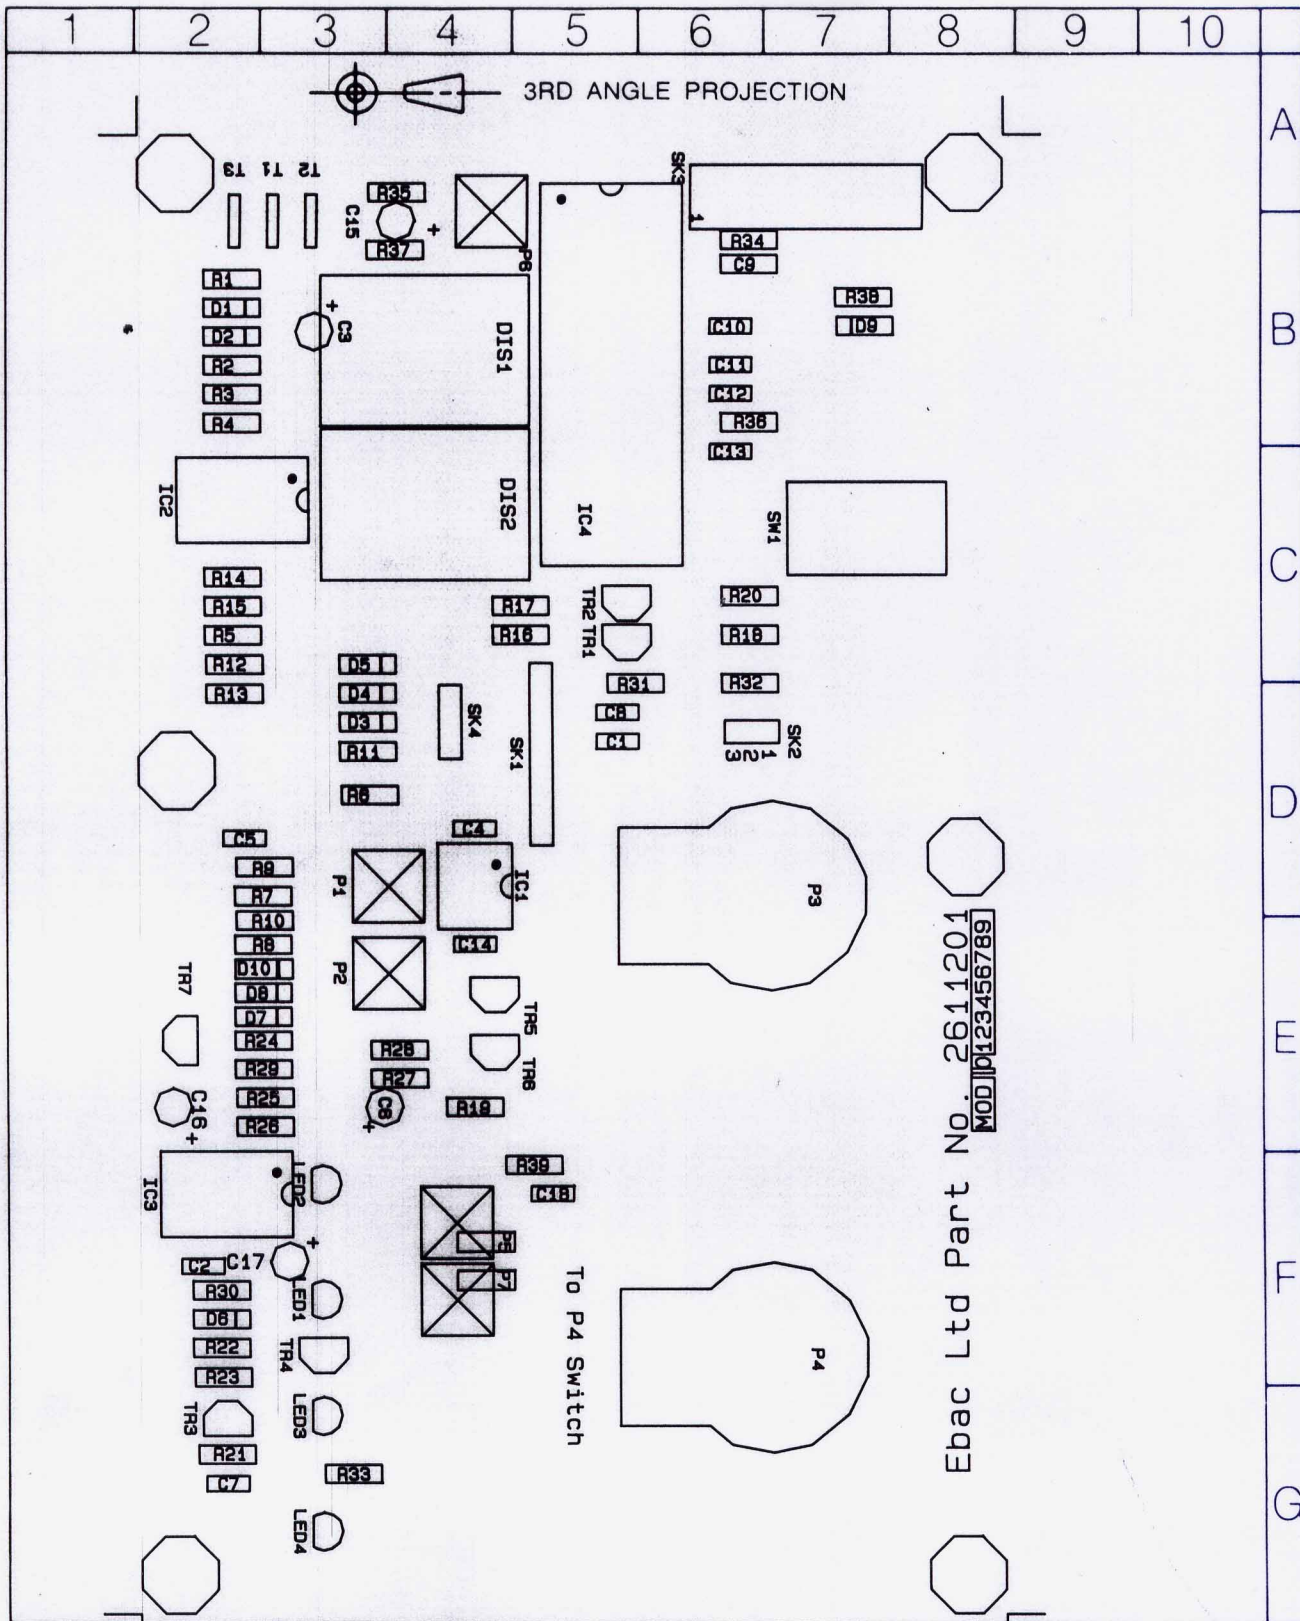 1 2 3 4 5 6 7 8 9 10
3RD ANGLE PROJECTION
A
B
C
D
E
F
G
T3 T1 T2
R35
C15 +
R37
P8
SK3
1
R34
C9
R1
D1
D2
R2
R3
R4
+
C3
DIS1
R38
D9
C10
C11
C12
R36
C13
IC2
DIS2
IC4
SW1
R14
R15
R5
R12
R13
R17
R16
TR2
TR1
R20
R18
D5
D4
D3
R11
R6
SK4
SK1
R31
C8
C1
R32
SK2
1
2
3
C5
R9
R7
R10
R8
D10
D8
D7
R24
R29
R25
R26
C4
P1
IC1
C14
P2
P3
TR7
TR5
TR6
R28
R27
C6
+
R19
C16
+
Ebac Ltd Part No. 26111201
MOD 0123456789
IC3
LED2
R39
C18
C2
C17
+
P5
P7
R30
D6
R22
R23
LED1
TR4
To P4 Switch
P4
TR3
LED3
R21
C7
R33
LED4